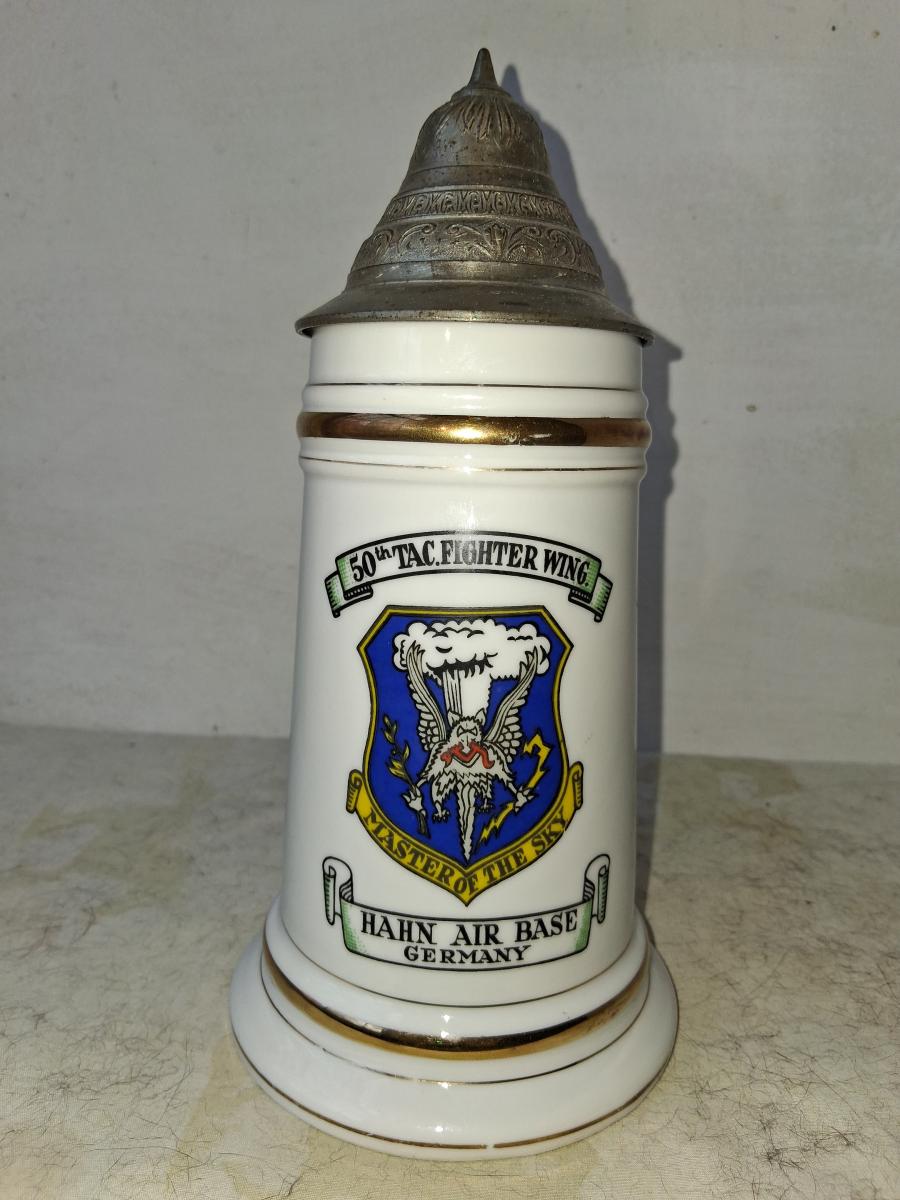 50th TAC. FIGHTER WING.
MASTER OF THE SKY
HAHN AIR BASE
GERMANY